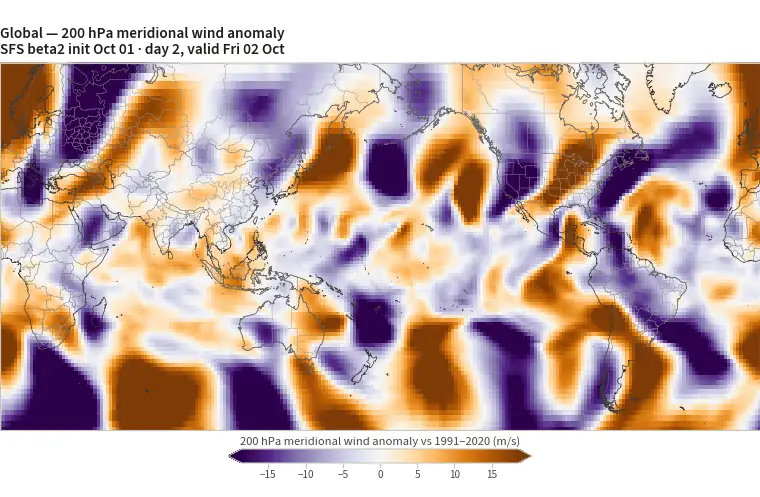 Global — 200 hPa meridional wind anomaly
SFS beta2 init Oct 01 · day 2, valid Fri 02 Oct
200 hPa meridional wind anomaly vs 1991–2020 (m/s)
−15 −10 −5 0 5 10 15